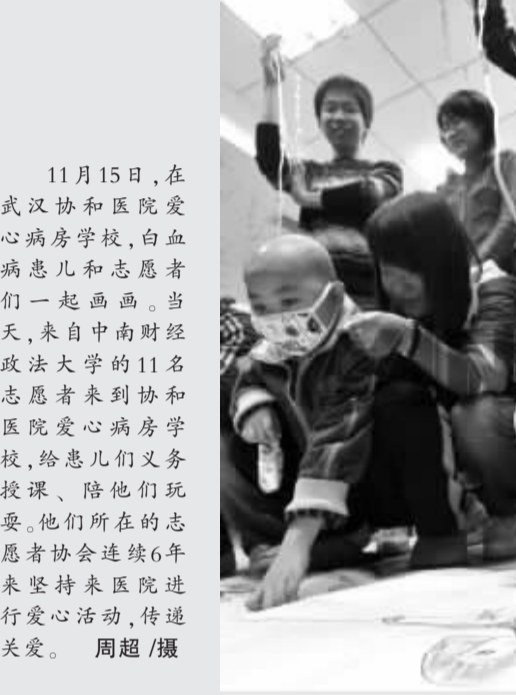 11月15日,在
武汉协和医院爱
心病房学校,白血
病患儿和志愿者
们一起画画。当
天,来自中南财经
政法大学的11名
志愿者来到协和
医院爱心病房学
校,给患儿们义务
授课、陪他们玩
耍。他们所在的志
愿者协会连续6年
来坚持来医院进
行爱心活动,传递
关爱。 周超 /摄